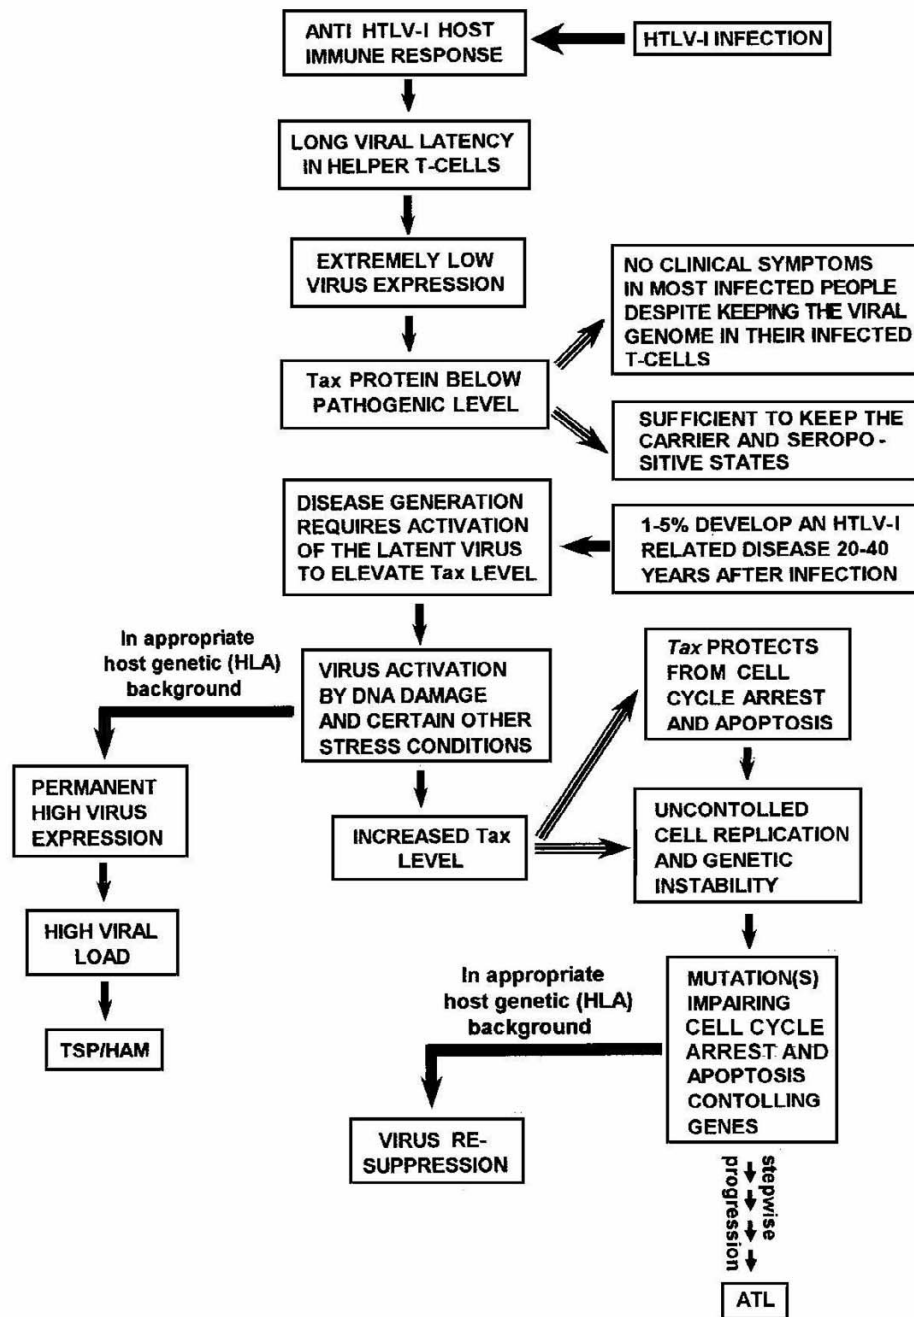 ANTI HTLV-I HOST
IMMUNE RESPONSE
HTLV-I INFECTION
LONG VIRAL LATENCY
IN HELPER T-CELLS
EXTREMELY LOW
VIRUS EXPRESSION
NO CLINICAL SYMPTOMS
IN MOST INFECTED PEOPLE
DESPITE KEEPING THE VIRAL
GENOME IN THEIR INFECTED
T-CELLS
Tax PROTEIN BELOW
PATHOGENIC LEVEL
SUFFICIENT TO KEEP THE
CARRIER AND SEROPO-
SITIVE STATES
DISEASE GENERATION
REQUIRES ACTIVATION
OF THE LATENT VIRUS
TO ELEVATE Tax LEVEL
1-5% DEVELOP AN HTLV-I
RELATED DISEASE 20-40
YEARS AFTER INFECTION
In appropriate
host genetic (HLA)
background
VIRUS ACTIVATION
BY DNA DAMAGE
AND CERTAIN OTHER
STRESS CONDITIONS
Tax PROTECTS
FROM CELL
CYCLE ARREST
AND APOPTOSIS
PERMANENT
HIGH VIRUS
EXPRESSION
INCREASED Tax
LEVEL
UNCONTOLLED
CELL REPLICATION
AND GENETIC
INSTABILITY
HIGH VIRAL
LOAD
TSP/HAM
In appropriate
host genetic (HLA)
background
MUTATION(S)
IMPAIRING
CELL CYCLE
ARREST AND
APOPTOSIS
CONTOLLING
GENES
VIRUS RE-
SUPPRESSION
stepwise
progression
ATL